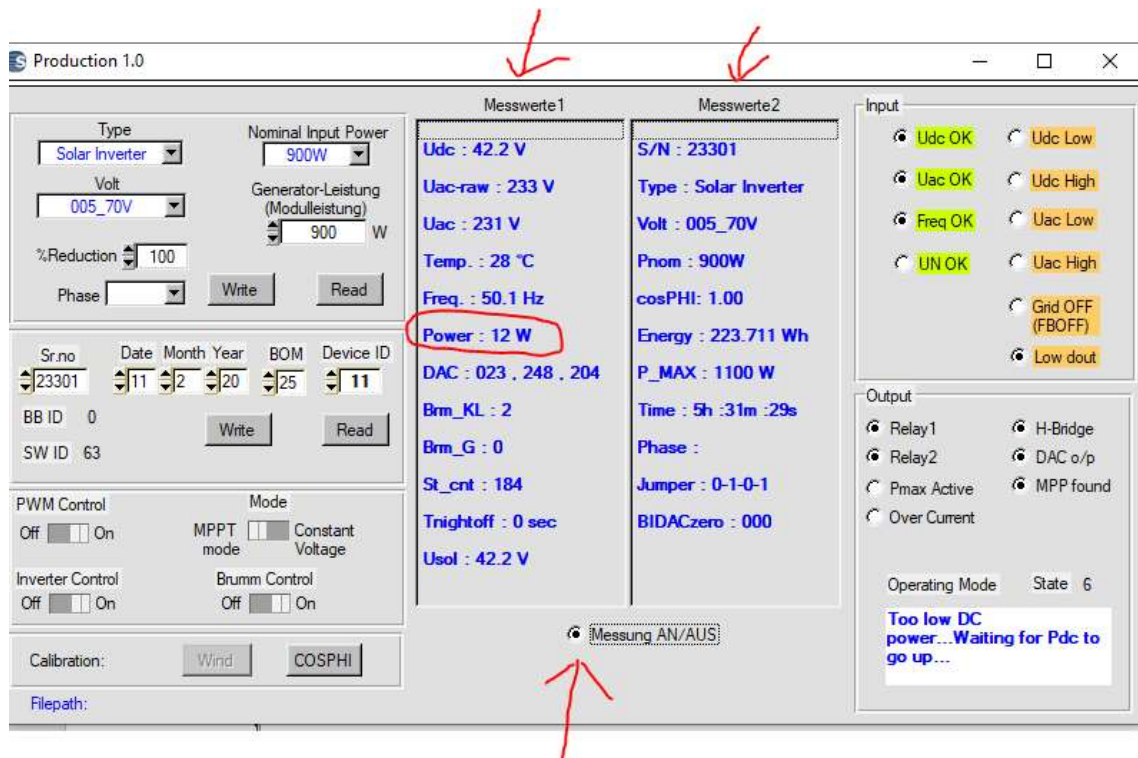 Production 1.0
Type
Solar Inverter
Nominal Input Power
900W
Volt
005_70V
Generator-Leistung
(Modulleistung)
900 W
%Reduction 100
Phase
Write
Read
Sr.no Date Month Year BOM Device ID
23301 11 2 20 25 11
BB ID 0
SW ID 63
Write
Read
PWM Control
Off On
Mode
MPPT
mode
Constant
Voltage
Inverter Control
Off On
Brumm Control
Off On
Calibration:
Wind
COSPHI
Filepath:
Messwerte1
Udc : 42.2 V
Uac-raw : 233 V
Uac : 231 V
Temp. : 28 °C
Freq. : 50.1 Hz
Power : 12 W
DAC : 023 , 248 , 204
Brm_KL : 2
Brm_G : 0
St_cnt : 184
Tnightoff : 0 sec
Usol : 42.2 V
Messwerte2
S/N : 23301
Type : Solar Inverter
Volt : 005_70V
Pnom : 900W
cosPHI: 1.00
Energy : 223.711 Wh
P_MAX : 1100 W
Time : 5h :31m :29s
Phase :
Jumper : 0-1-0-1
BIDACzero : 000
Messung AN/AUS
Input
Udc OK
Udc Low
Uac OK
Udc High
Freq OK
Uac Low
UN OK
Uac High
Grid OFF
(FBOFF)
Low dout
Output
Relay1
H-Bridge
Relay2
DAC o/p
Pmax Active
MPP found
Over Current
Operating Mode State 6
Too low DC
power...Waiting for Pdc to
go up...